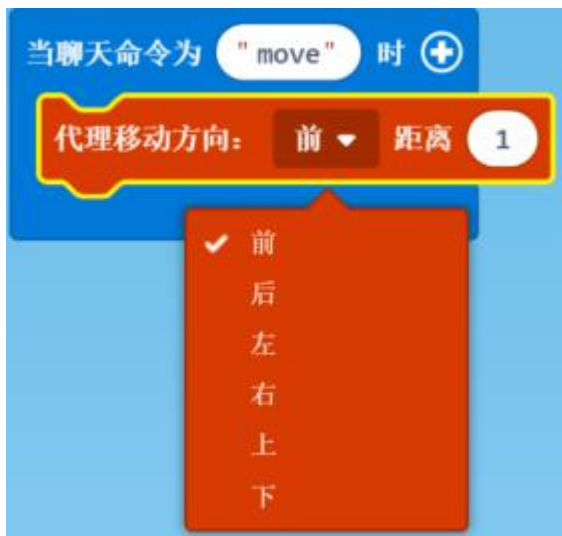 当聊天命令为 "move" 时
代理移动方向： 前 距离 1
前
后
左
右
上
下